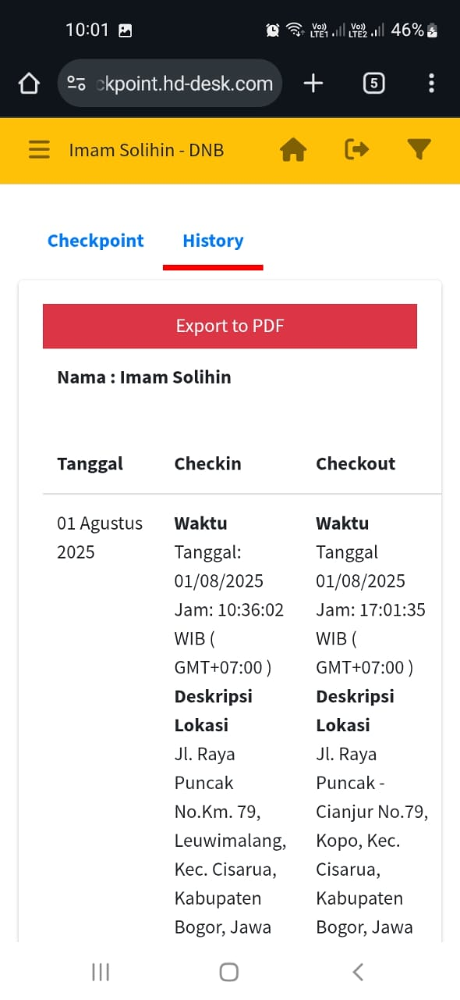 10:01
Vo)) LTE1 Vo)) LTE2 46%
ckpoint.hd-desk.com
5
Imam Solihin - DNB
Checkpoint History
Export to PDF
Nama : Imam Solihin
Tanggal Checkin Checkout
01 Agustus 2025
Waktu
Tanggal:
01/08/2025
Jam: 10:36:02
WIB (
GMT+07:00 )
Deskripsi
Lokasi
Jl. Raya
Puncak
No.Km. 79,
Leuwimalang,
Kec. Cisarua,
Kabupaten
Bogor, Jawa
Waktu
Tanggal
01/08/2025
Jam: 17:01:35
WIB (
GMT+07:00 )
Deskripsi
Lokasi
Jl. Raya
Puncak -
Cianjur No.79,
Kopo, Kec.
Cisarua,
Kabupaten
Bogor, Jawa